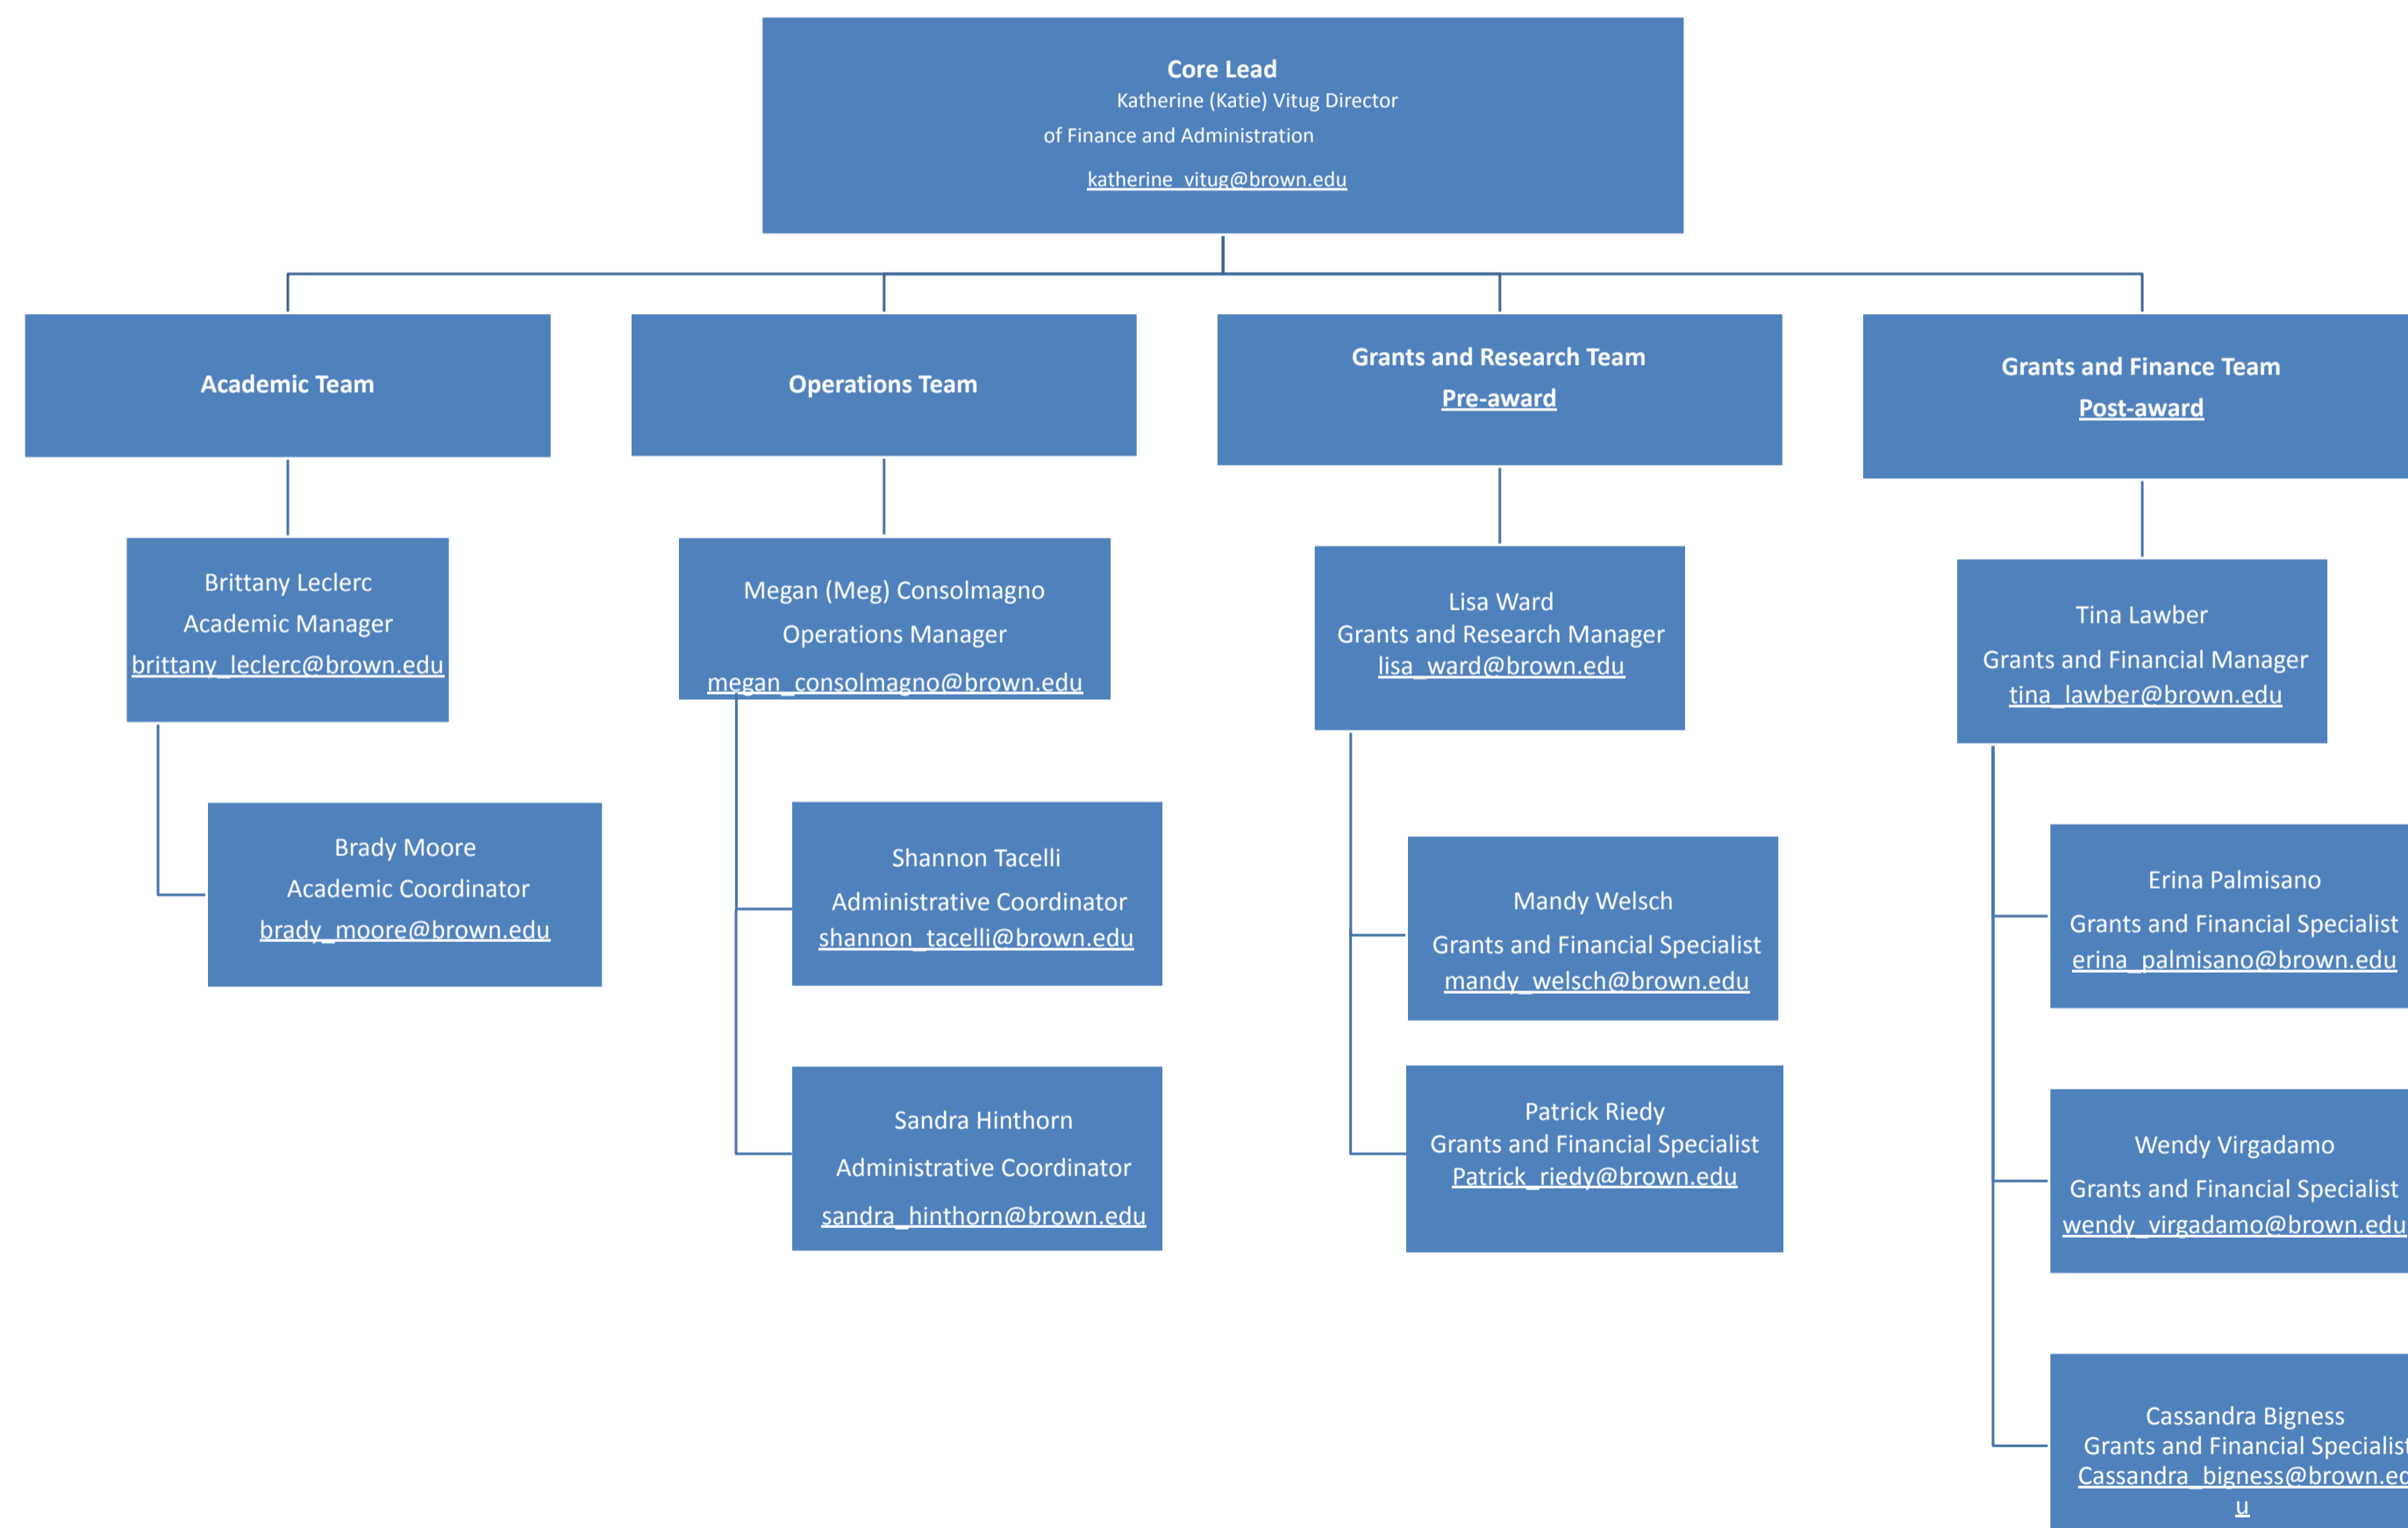 Core Lead
Katherine (Katie) Vitug Director
of Finance and Administration
katherine_vitug@brown.edu
Academic Team
Operations Team
Grants and Research Team
Pre-award
Grants and Finance Team
Post-award
Brittany Leclerc
Academic Manager
brittany_leclerc@brown.edu
Megan (Meg) Consolmagno
Operations Manager
megan_consolmagno@brown.edu
Lisa Ward
Grants and Research Manager
lisa_ward@brown.edu
Tina Lawber
Grants and Financial Manager
tina_lawber@brown.edu
Brady Moore
Academic Coordinator
brady_moore@brown.edu
Shannon Tacelli
Administrative Coordinator
shannon_tacelli@brown.edu
Mandy Welsch
Grants and Financial Specialist
mandy_welsch@brown.edu
Erina Palmisano
Grants and Financial Specialist
erina_palmisano@brown.edu
Sandra Hinthorn
Administrative Coordinator
sandra_hinthorn@brown.edu
Patrick Riedy
Grants and Financial Specialist
Patrick_riedy@brown.edu
Wendy Virgadamo
Grants and Financial Specialist
wendy_virgadamo@brown.edu
Cassandra Bigness
Grants and Financial Specialist
Cassandra_bigness@brown.ed
u